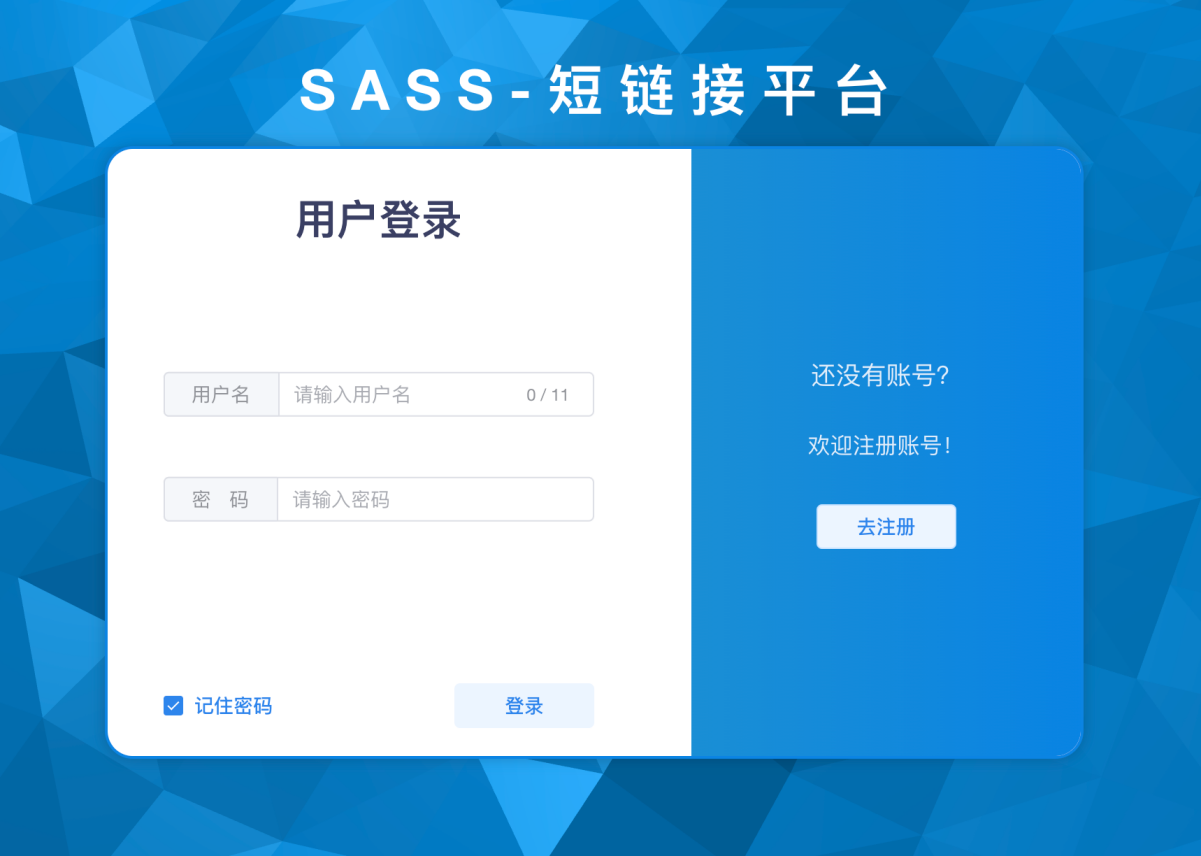 SASS-短链接平台
用户登录
用户名 请输入用户名 0 / 11
密 码 请输入密码
记住密码 登录
还没有账号?
欢迎注册账号!
去注册